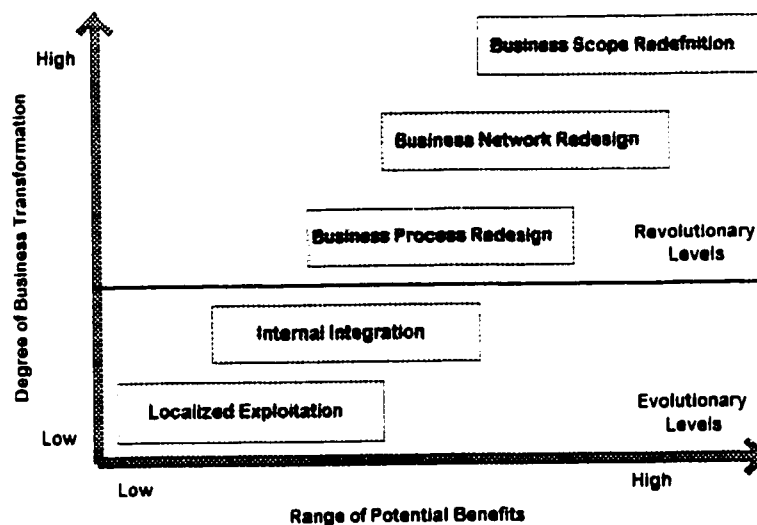 Business Scope Redefnition
High
Business Network Redesign
Degree of Business Transformation
Business Process Redesign
Revolutionary
Levels
Internal Integration
Localized Exploitation
Evolutionary
Levels
Low
Low
High
Range of Potential Benefits